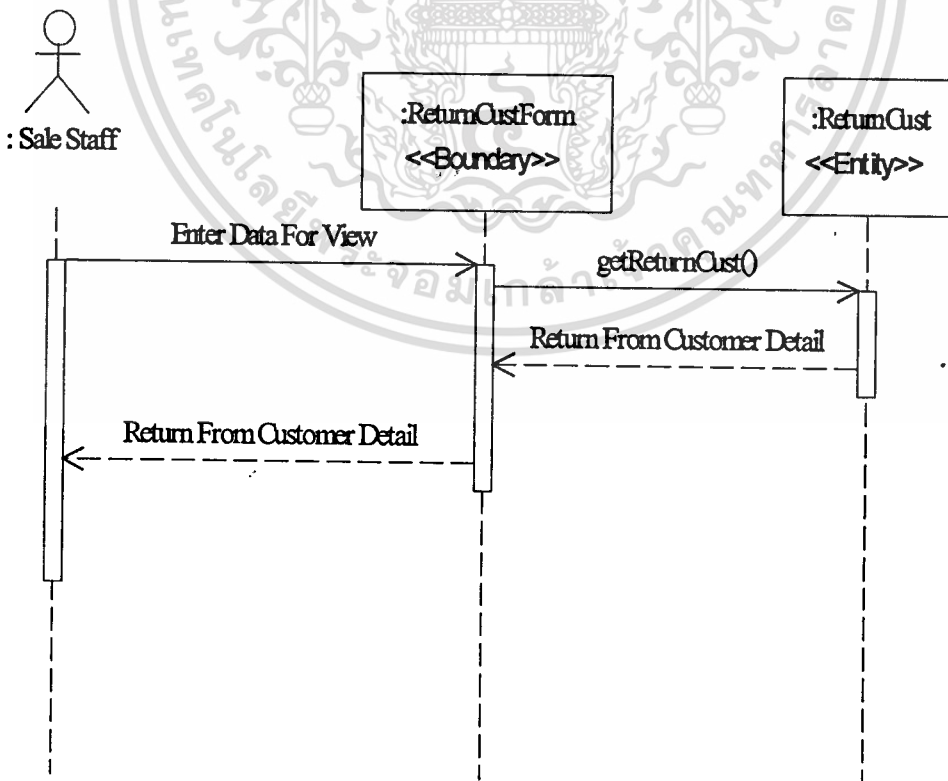 : Sale Staff
:ReturnCustForm
<<Boundary>>
:ReturnCust
<<Entity>>
Enter Data For View
getReturnCust()
Return From Customer Detail
Return From Customer Detail